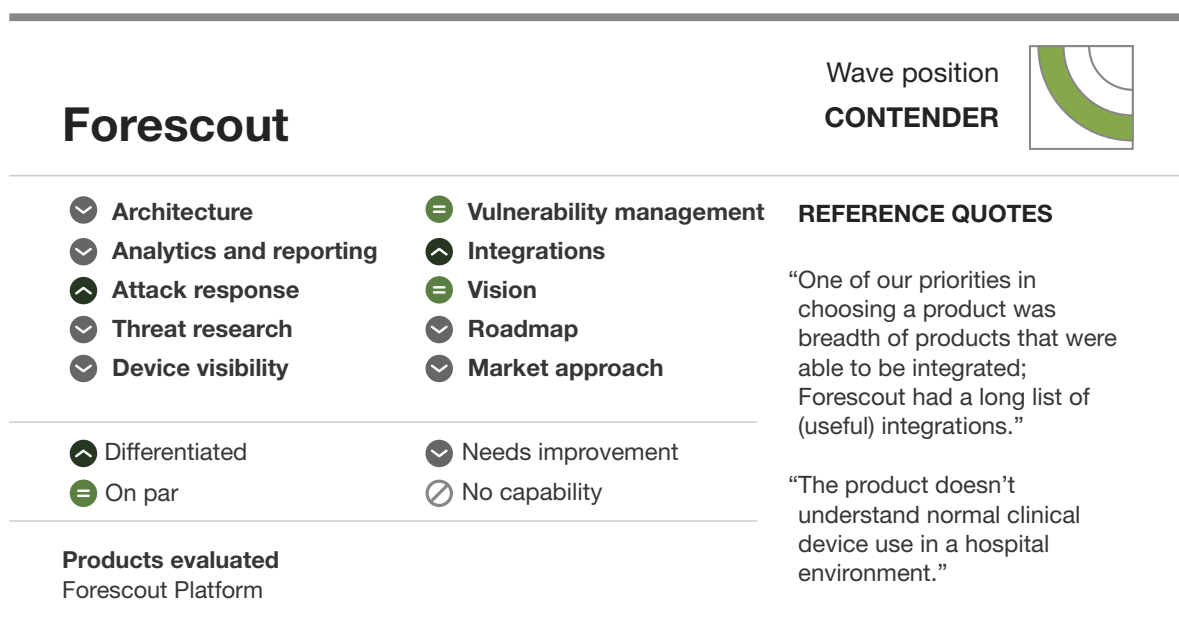 Wave position
CONTENDER
Forescout
Architecture
Analytics and reporting
Attack response
Threat research
Device visibility
Vulnerability management
Integrations
Vision
Roadmap
Market approach
Differentiated
On par
Needs improvement
No capability
Products evaluated
Forescout Platform
REFERENCE QUOTES
“One of our priorities in
choosing a product was
breadth of products that were
able to be integrated;
Forescout had a long list of
(useful) integrations.”
“The product doesn’t
understand normal clinical
device use in a hospital
environment.”